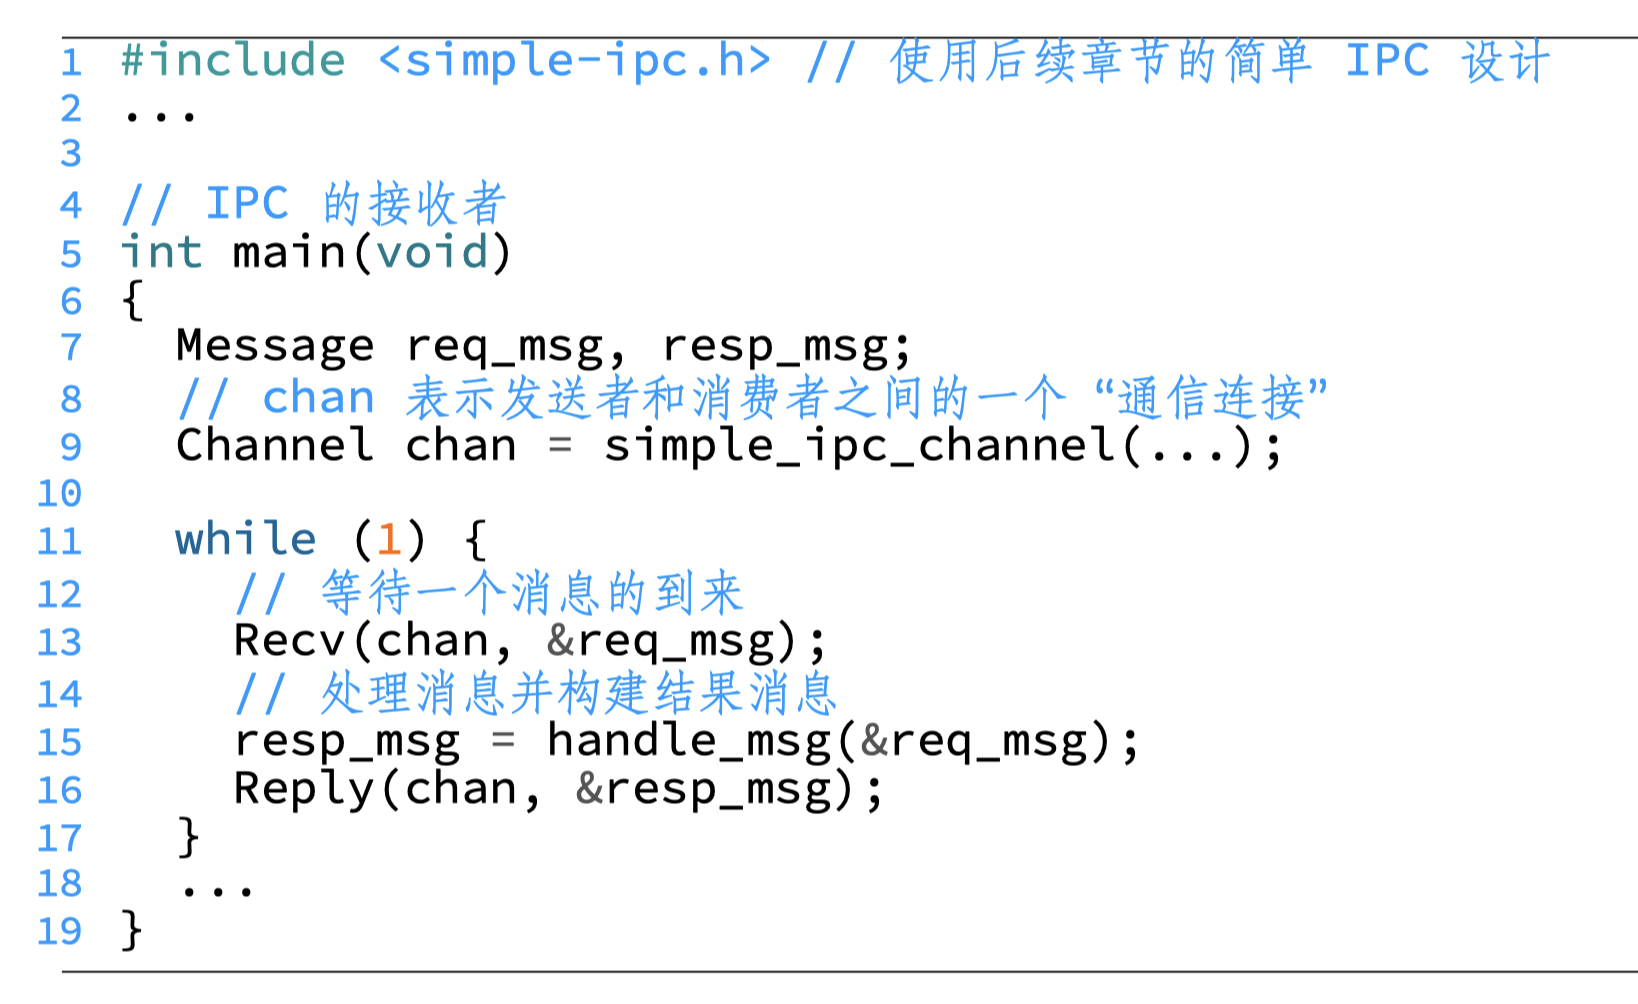 1 #include <simple-ipc.h> // 使用后续章节的简单 IPC 设计
2 ...
3
4 // IPC 的接收者
5 int main(void)
6 {
7   Message req_msg, resp_msg;
8   // chan 表示发送者和消费者之间的一个 “通信连接”
9   Channel chan = simple_ipc_channel(...);
10
11   while (1) {
12     // 等待一个消息的到来
13     Recv(chan, &req_msg);
14     // 处理消息并构建结果消息
15     resp_msg = handle_msg(&req_msg);
16     Reply(chan, &resp_msg);
17   }
18   ...
19 }